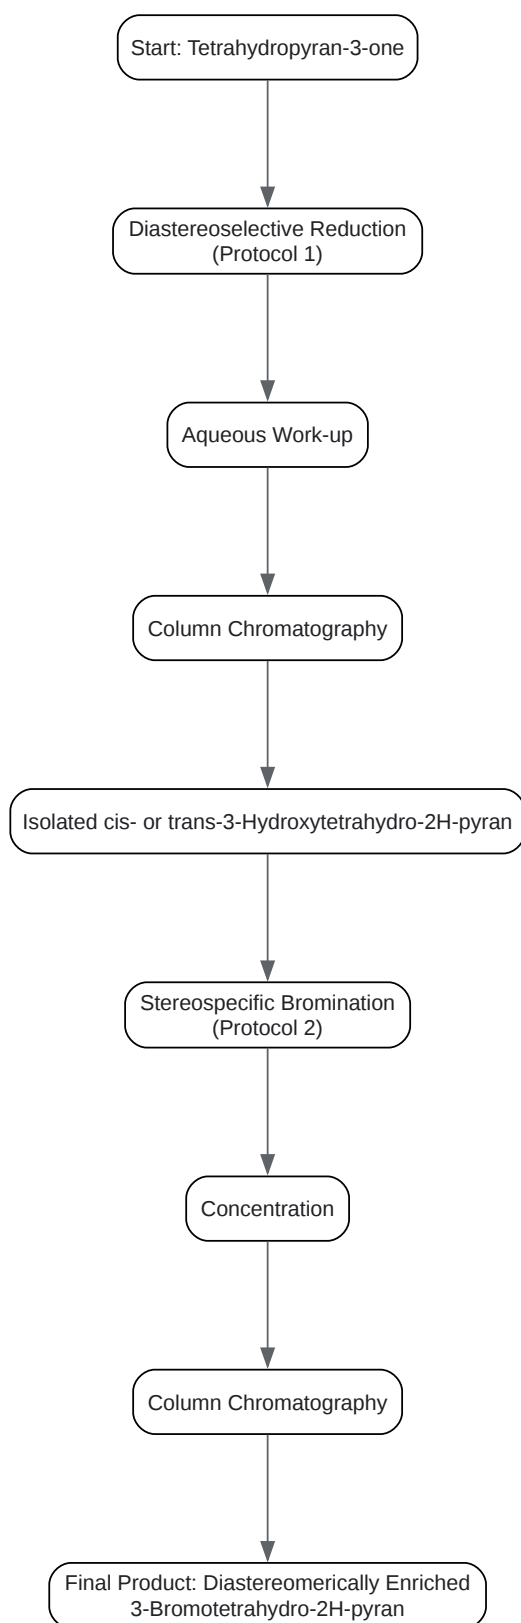 Start: Tetrahydropyran-3-one
Diastereoselective Reduction
(Protocol 1)
Aqueous Work-up
Column Chromatography
Isolated cis- or trans-3-Hydroxytetrahydro-2H-pyran
Stereospecific Bromination
(Protocol 2)
Concentration
Column Chromatography
Final Product: Diastereomerically Enriched
3-Bromotetrahydro-2H-pyran